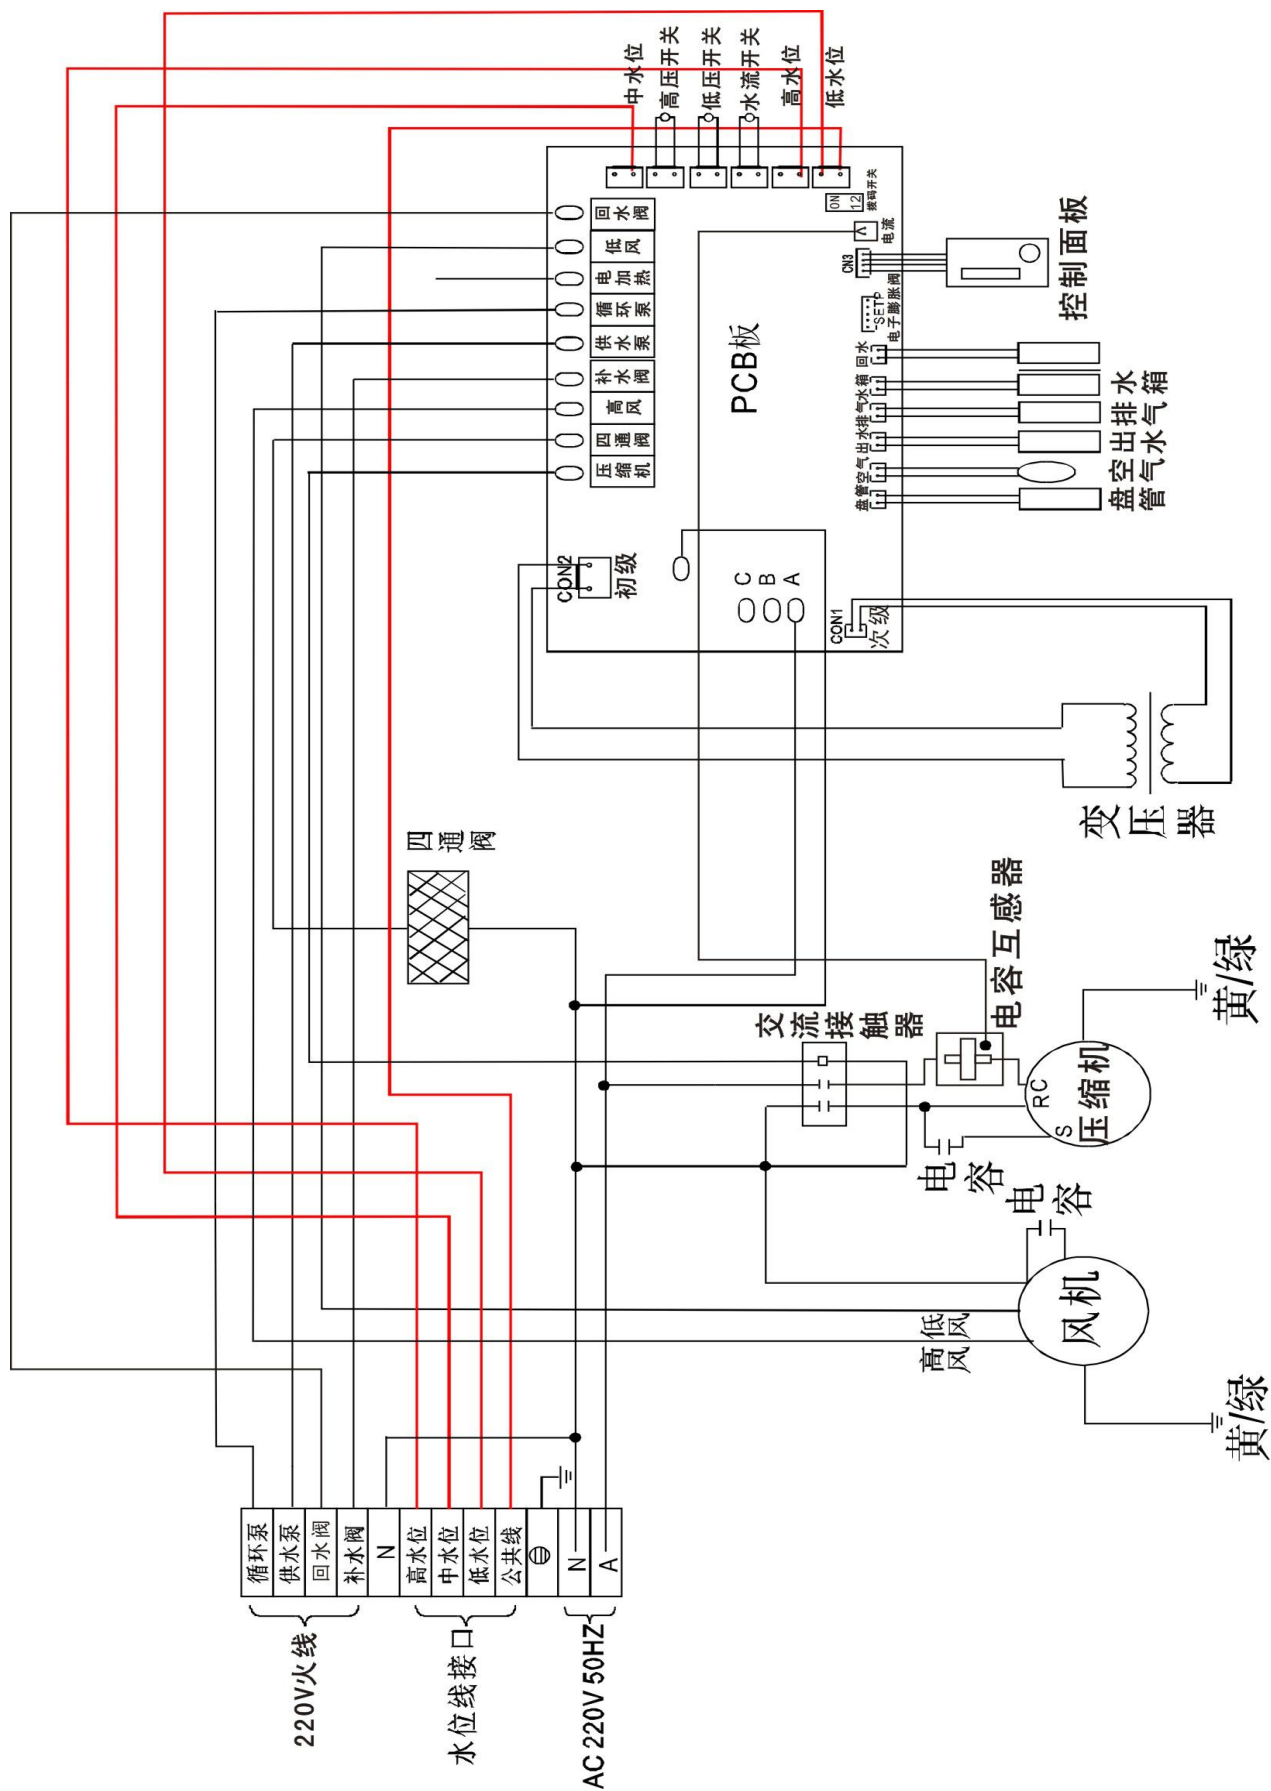 中水位
高压开关
低压开关
水流开关
高水位
低水位
回水阀
低风
电加热
循环泵
供水泵
补水阀
高风
四通阀
压缩机
ON
12
拨码开关
电流
CN3
SETP
电子膨胀阀
回水
水箱
排气
出水
空气
盘管
控制面板
PCB板
水箱
排气
出水
空气
盘管
CON2
初级
C
B
A
CON1
次级
变压器
四通阀
电容互感器
交流接触器
R
C
S
压缩机
黄/绿
电容
电容
风机
低风
高风
黄/绿
循环泵
供水泵
回水阀
补水阀
N
高水位
中水位
低水位
公共线
N
A
220V火线
水位线接口
AC 220V 50HZ